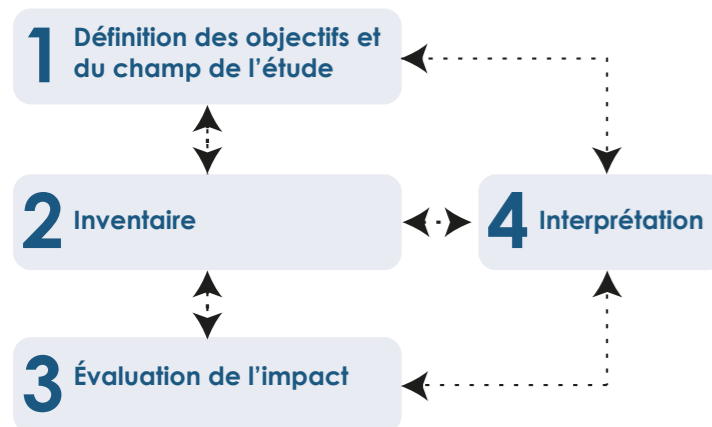 1 Définition des objectifs et
du champ de l’étude
2 Inventaire
4 Interprétation
3 Évaluation de l’impact